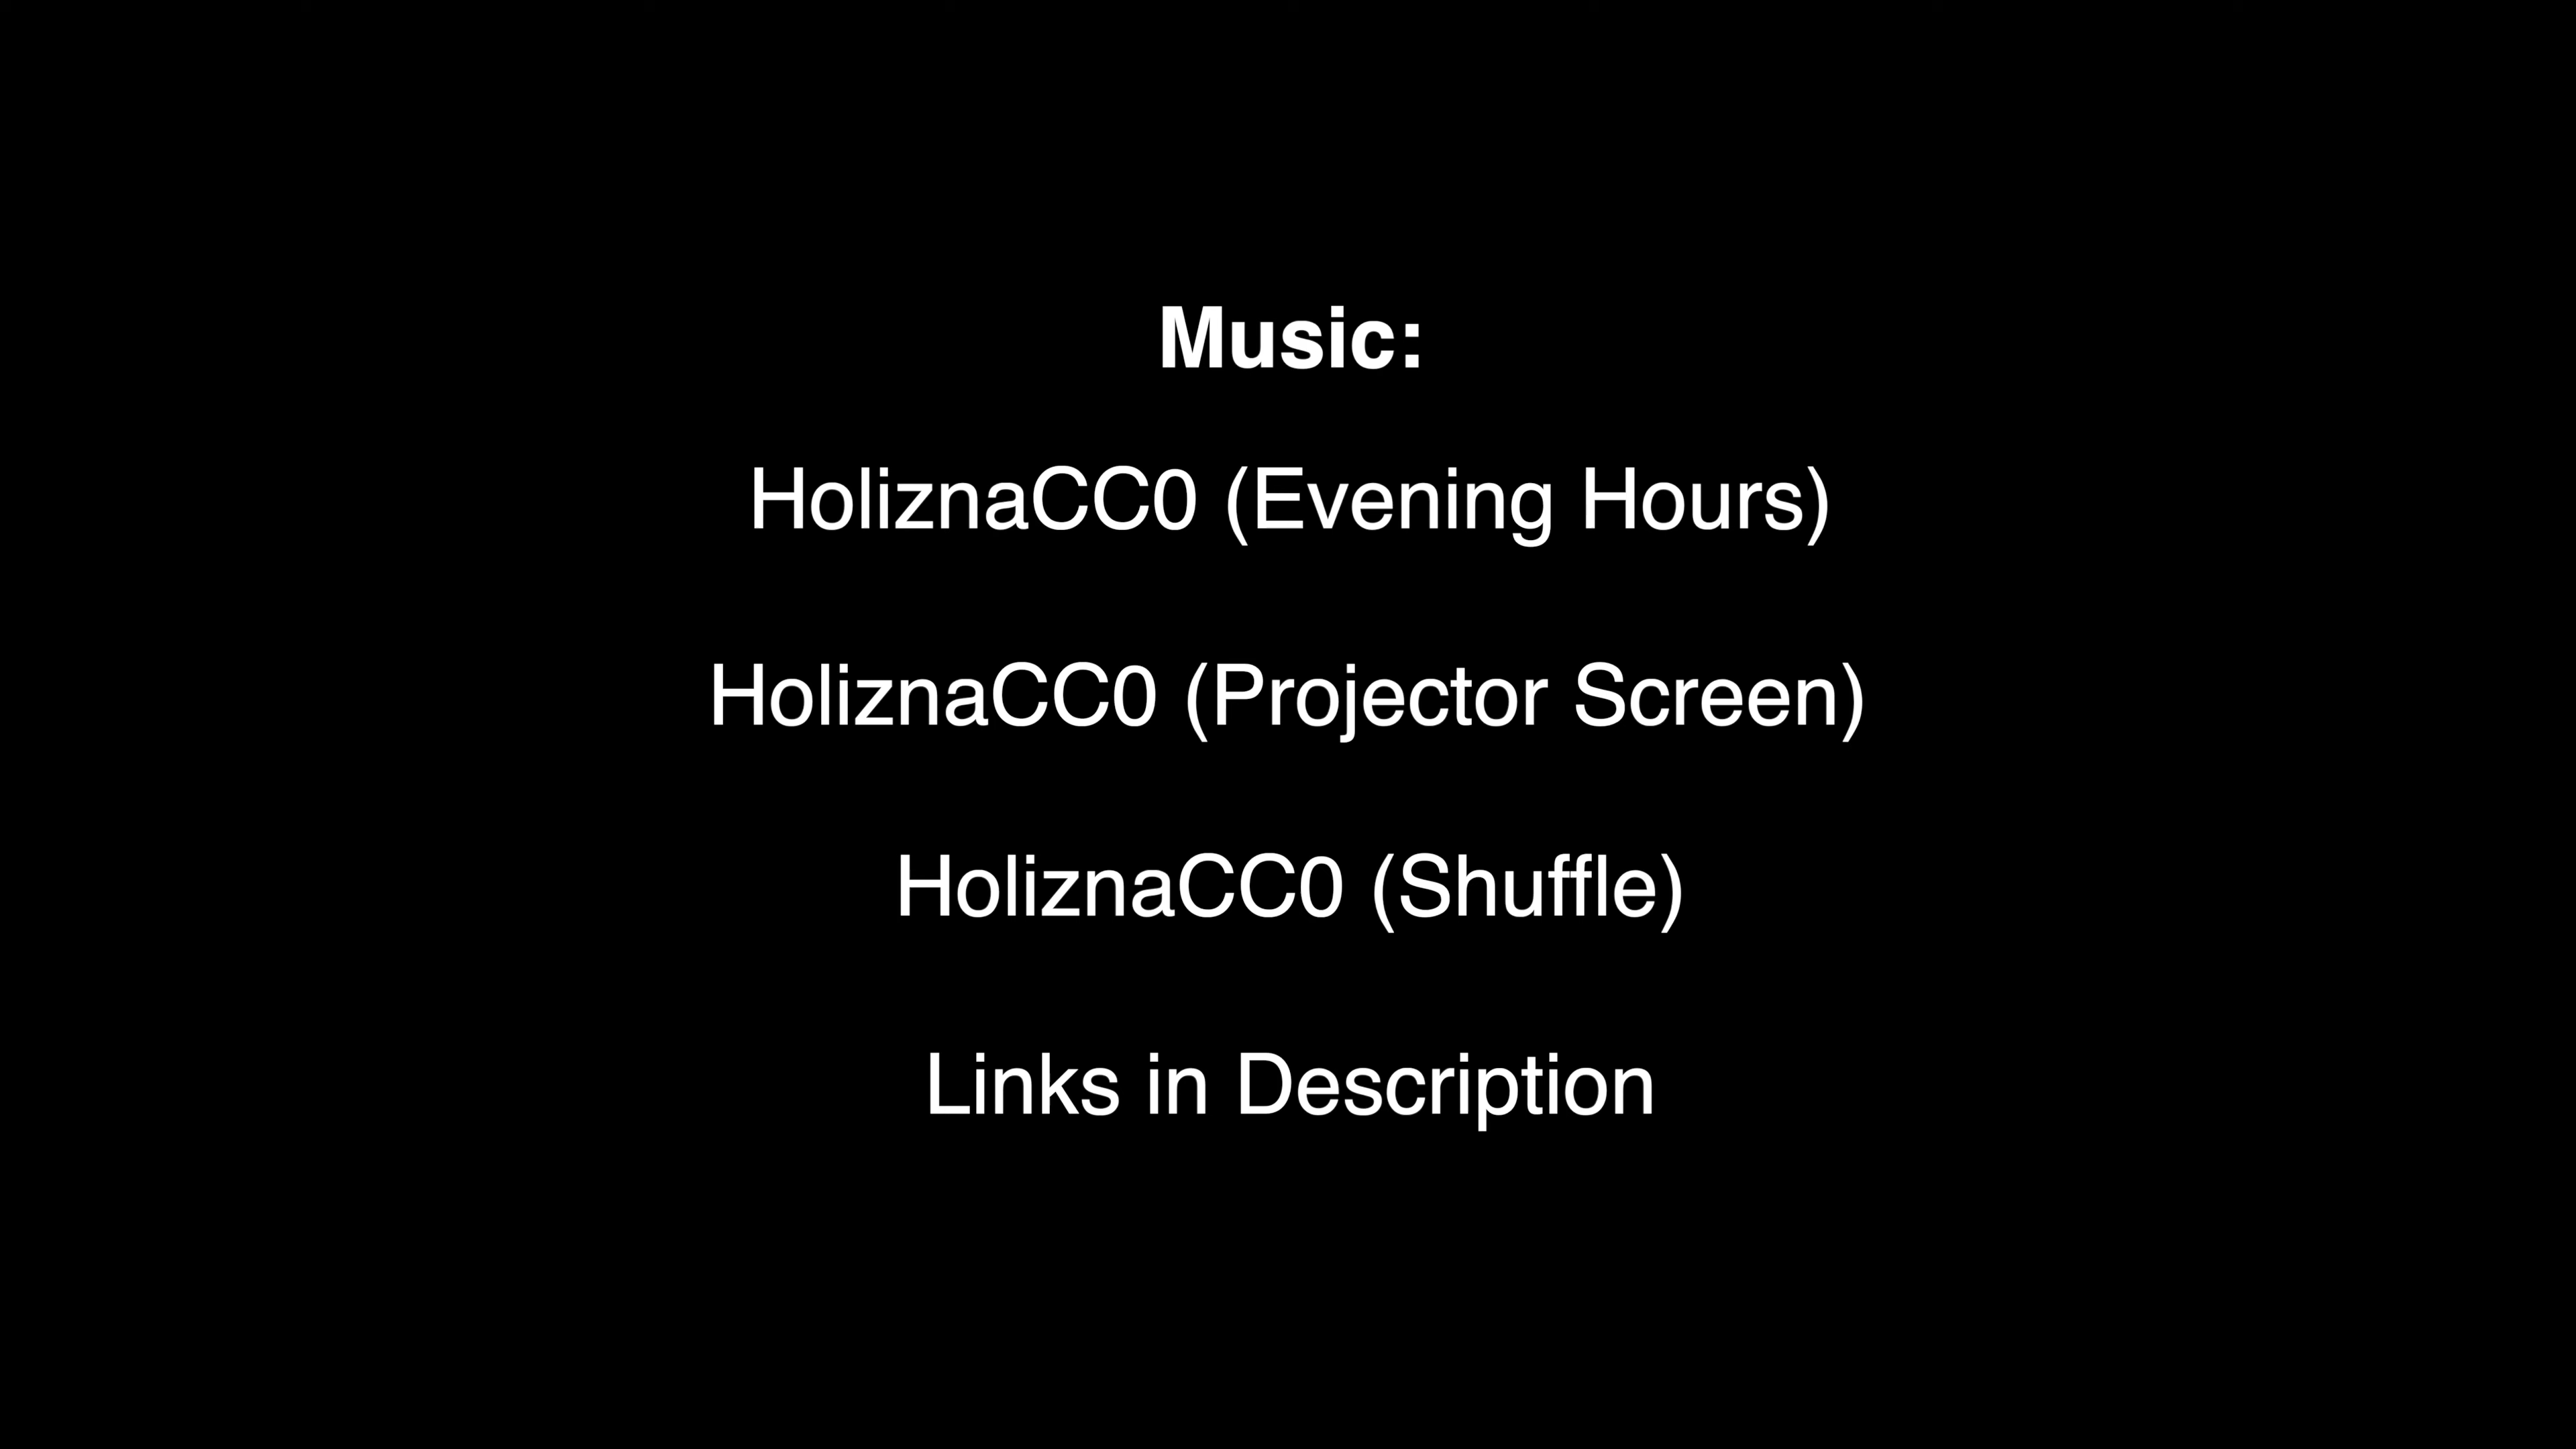 Music:
HoliznaCC0 (Evening Hours)
HoliznaCC0 (Projector Screen)
HoliznaCC0 (Shuffle)
Links in Description